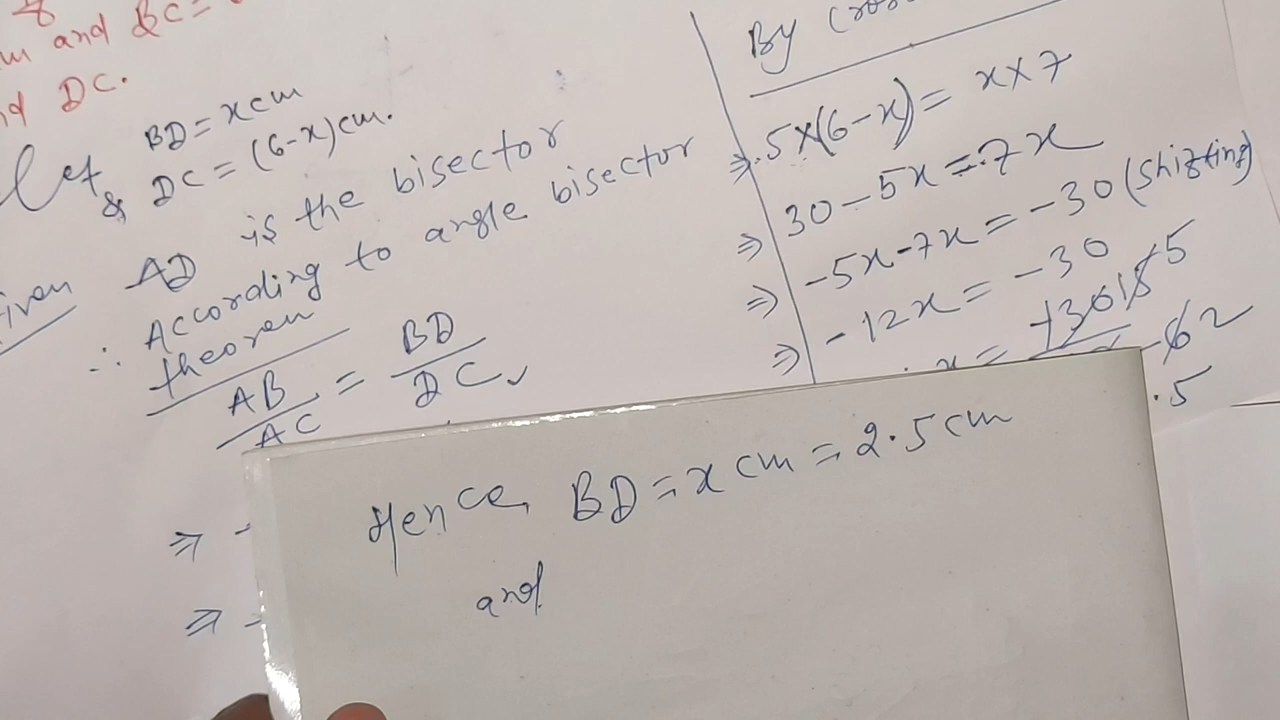 m and BC=
nd DC.
Let BD = x cm
& DC = (6-x) cm.
Given AD is the bisector
∴ According to angle bisector
theorem
AB/AC = BD/DC
⇒
⇒
By Cros
⇒ 5×(6-x) = x×7
⇒ 30-5x = 7x
⇒ -5x-7x = -30 (Shifting)
⇒ -12x = -30
x =
.5
Hence, BD = x cm = 2.5 cm
and